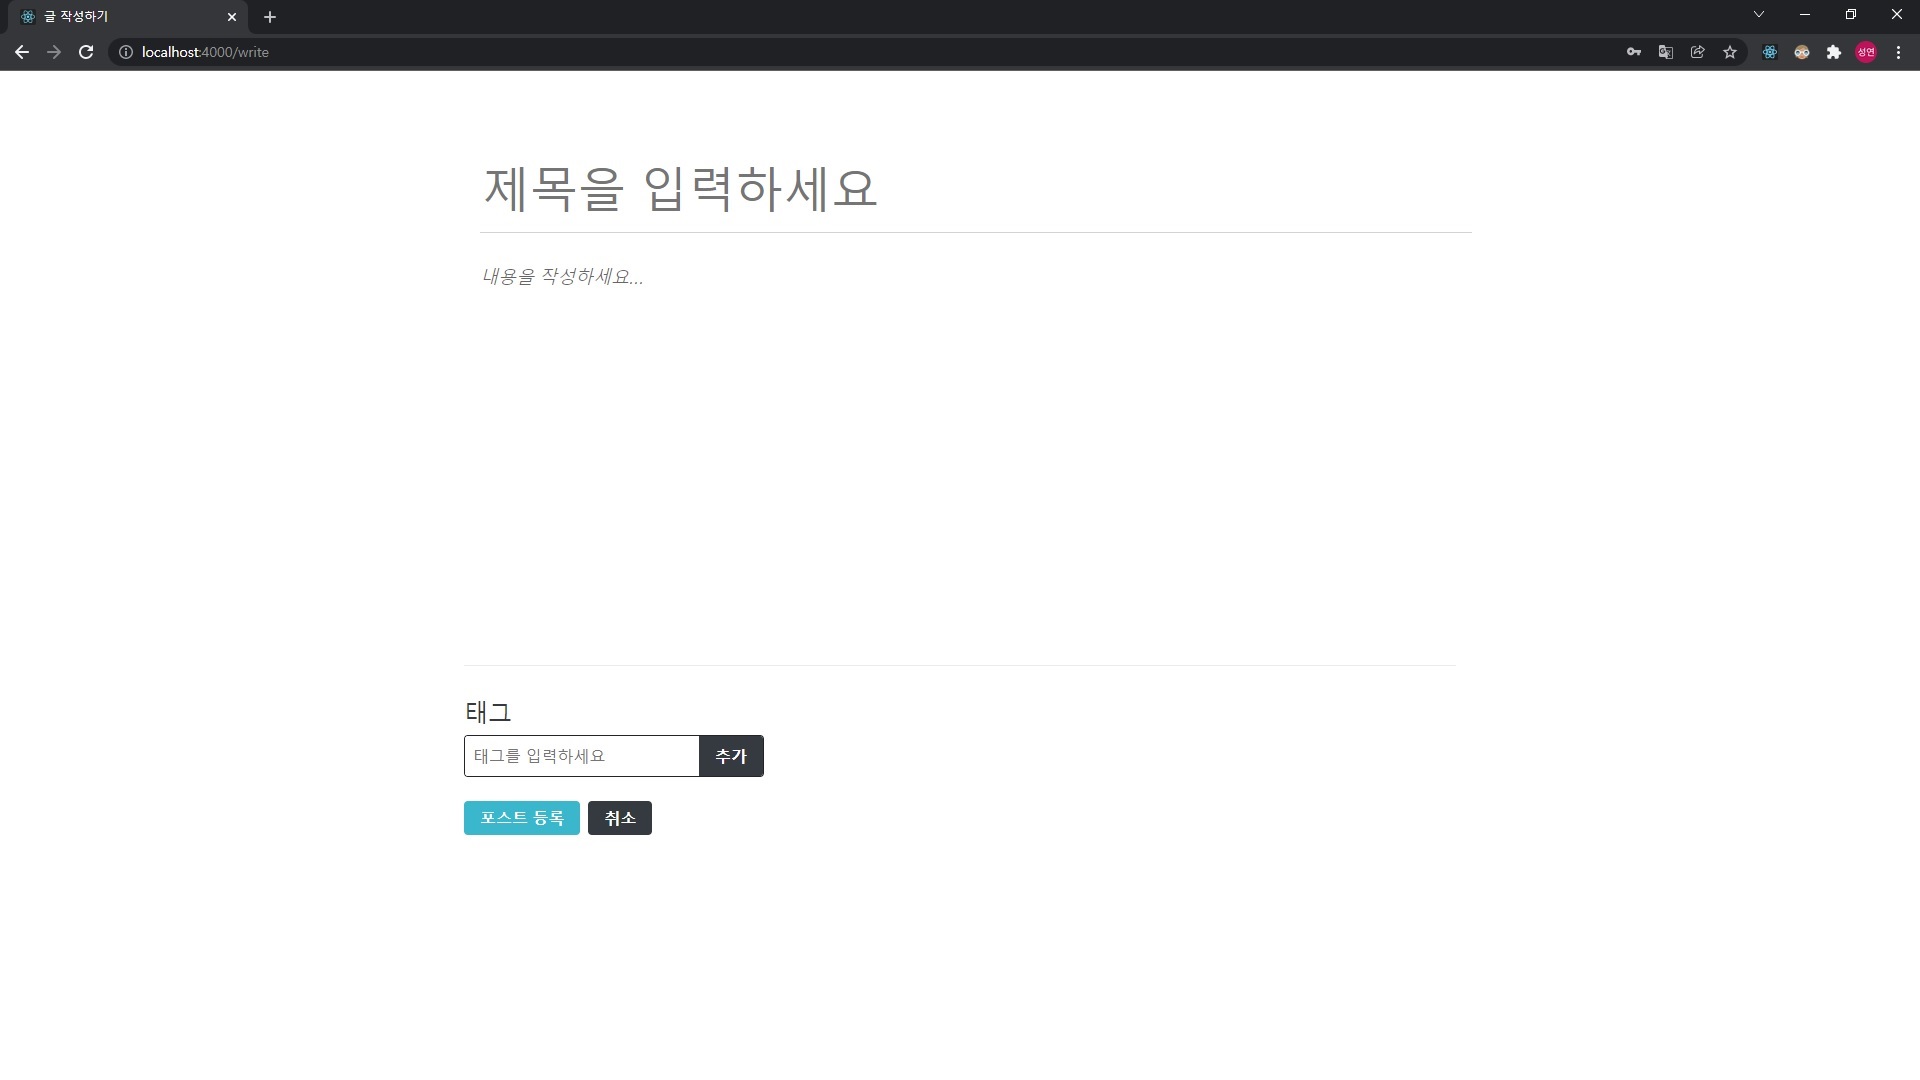 글 작성하기
localhost:4000/write
성연
제목을 입력하세요
내용을 작성하세요...
태그
태그를 입력하세요 추가
포스트 등록 취소